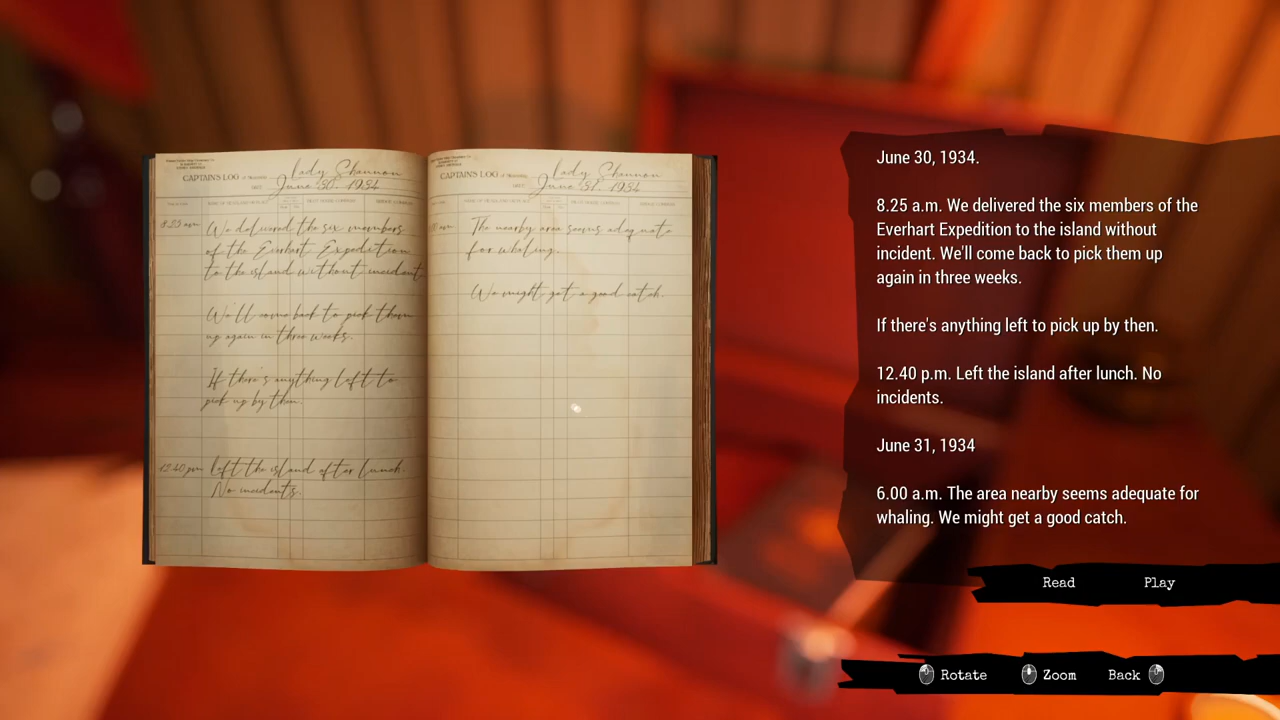 CAPTAIN'S LOG
Lady Shannon
June 30. 1934
8.25 am
We delivered the six members
of the Everhart Expedition
to the island without incident.
We'll come back to pick them
up again in three weeks.
If there's anything left to
pick up by then.
12.40 pm
Left the island after lunch.
No incidents.
CAPTAIN'S LOG
Lady Shannon
June 31. 1934
The nearby area seems adequate
for whaling.
We might get a good catch.
June 30, 1934.
8.25 a.m. We delivered the six members of the
Everhart Expedition to the island without
incident. We'll come back to pick them up
again in three weeks.
If there's anything left to pick up by then.
12.40 p.m. Left the island after lunch. No
incidents.
June 31, 1934
6.00 a.m. The area nearby seems adequate for
whaling. We might get a good catch.
Read Play
Rotate Zoom Back